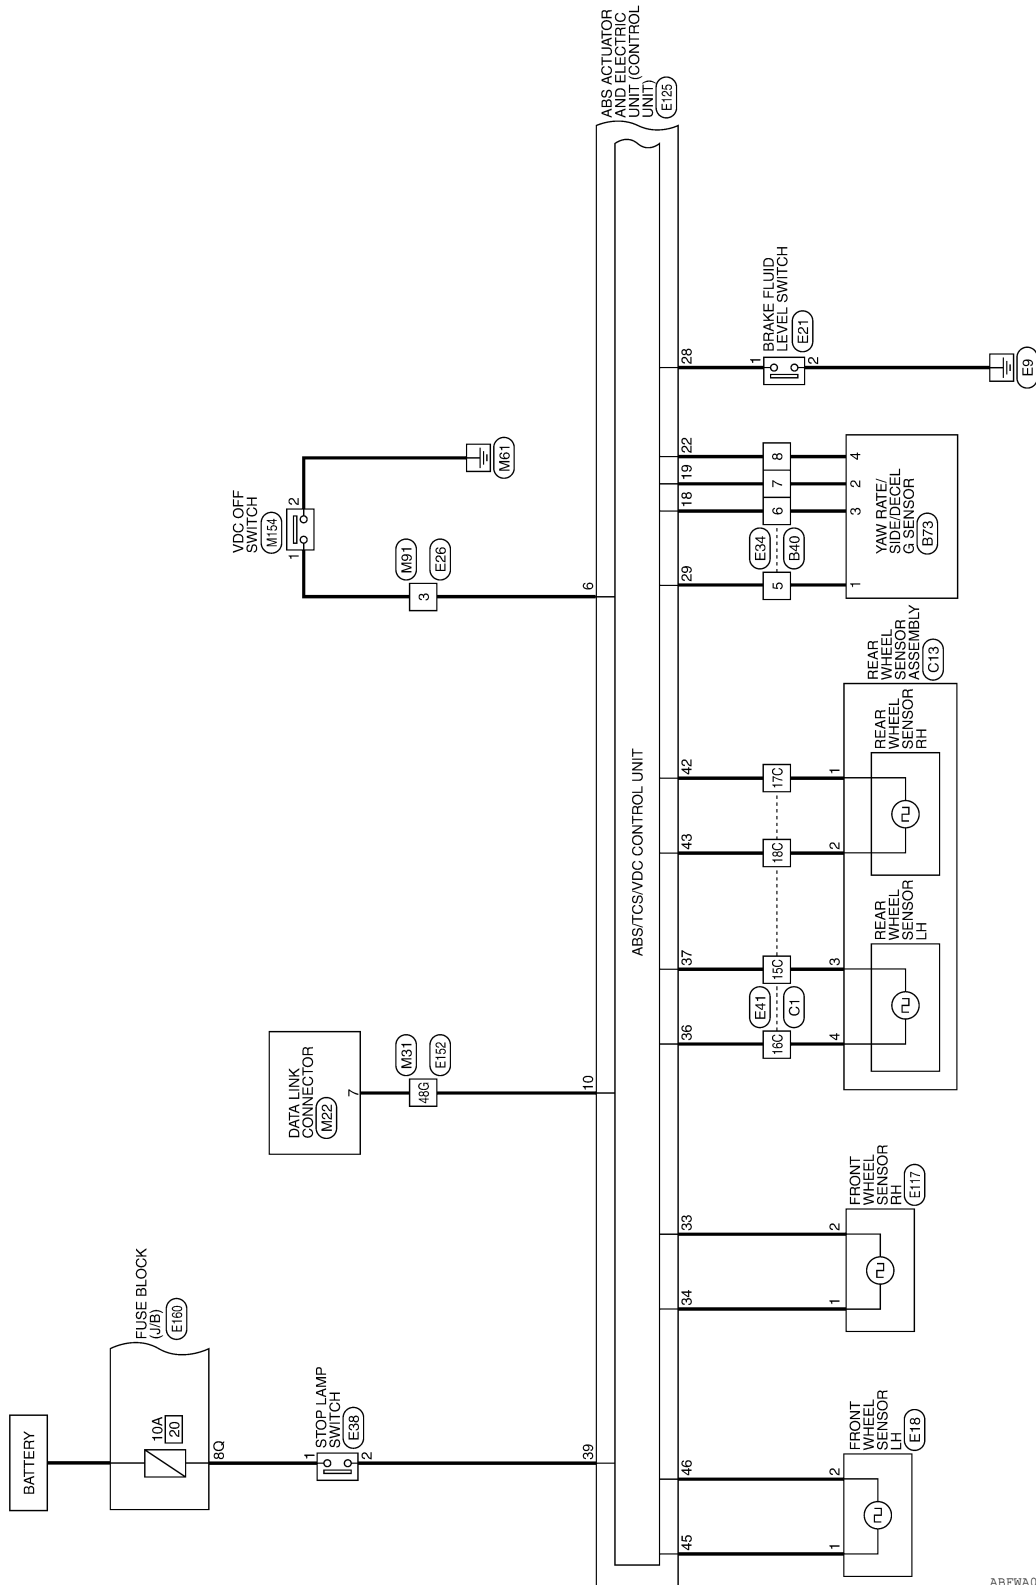 BATTERY
FUSE BLOCK
(J/B)
E160
10A
20
8Q
1
STOP LAMP
SWITCH
E38
2
39
DATA LINK
CONNECTOR
M22
7
M31
48G
E152
10
VDC OFF
SWITCH
M154
1
2
M61
M91
3
E26
6
ABS ACTUATOR
AND ELECTRIC
UNIT (CONTROL
UNIT)
E125
ABS/TCS/VDC CONTROL UNIT
45
46
34
33
36
37
43
42
29
18
19
22
28
E41
16C
15C
18C
17C
C1
E34
5
6
7
8
B40
1
BRAKE FLUID
LEVEL SWITCH
E21
2
E9
1
2
FRONT
WHEEL
SENSOR
LH
E18
1
2
FRONT
WHEEL
SENSOR
RH
E117
4
3
2
1
REAR
WHEEL
SENSOR
LH
REAR
WHEEL
SENSOR
RH
REAR
WHEEL
SENSOR
ASSEMBLY
C13
1
3
2
4
YAW RATE/
SIDE/DECEL
G SENSOR
B73